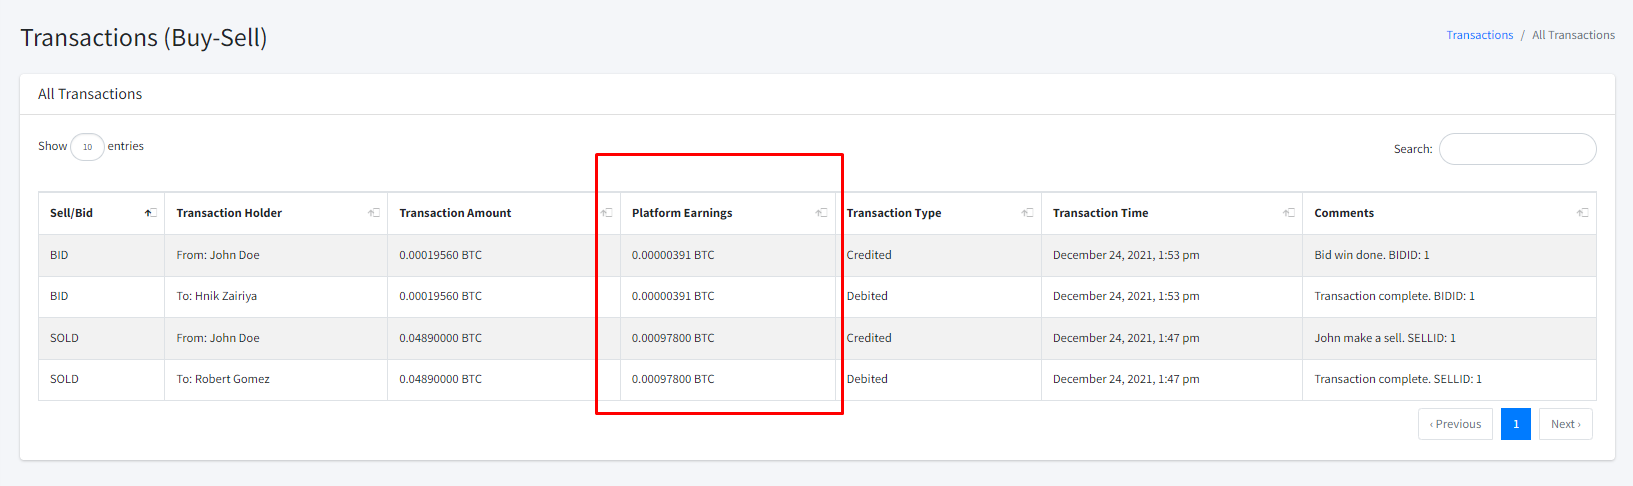 Transactions (Buy-Sell)
Transactions / All Transactions
All Transactions
Show 10 entries
Search:
Sell/Bid Transaction Holder Transaction Amount Platform Earnings Transaction Type Transaction Time Comments
BID From: John Doe 0.00019560 BTC 0.00000391 BTC Credited December 24, 2021, 1:53 pm Bid win done. BIDID: 1
BID To: Hnik Zairiya 0.00019560 BTC 0.00000391 BTC Debited December 24, 2021, 1:53 pm Transaction complete. BIDID: 1
SOLD From: John Doe 0.04890000 BTC 0.00097800 BTC Credited December 24, 2021, 1:47 pm John make a sell. SELLID: 1
SOLD To: Robert Gomez 0.04890000 BTC 0.00097800 BTC Debited December 24, 2021, 1:47 pm Transaction complete. SELLID: 1
‹ Previous 1 Next ›